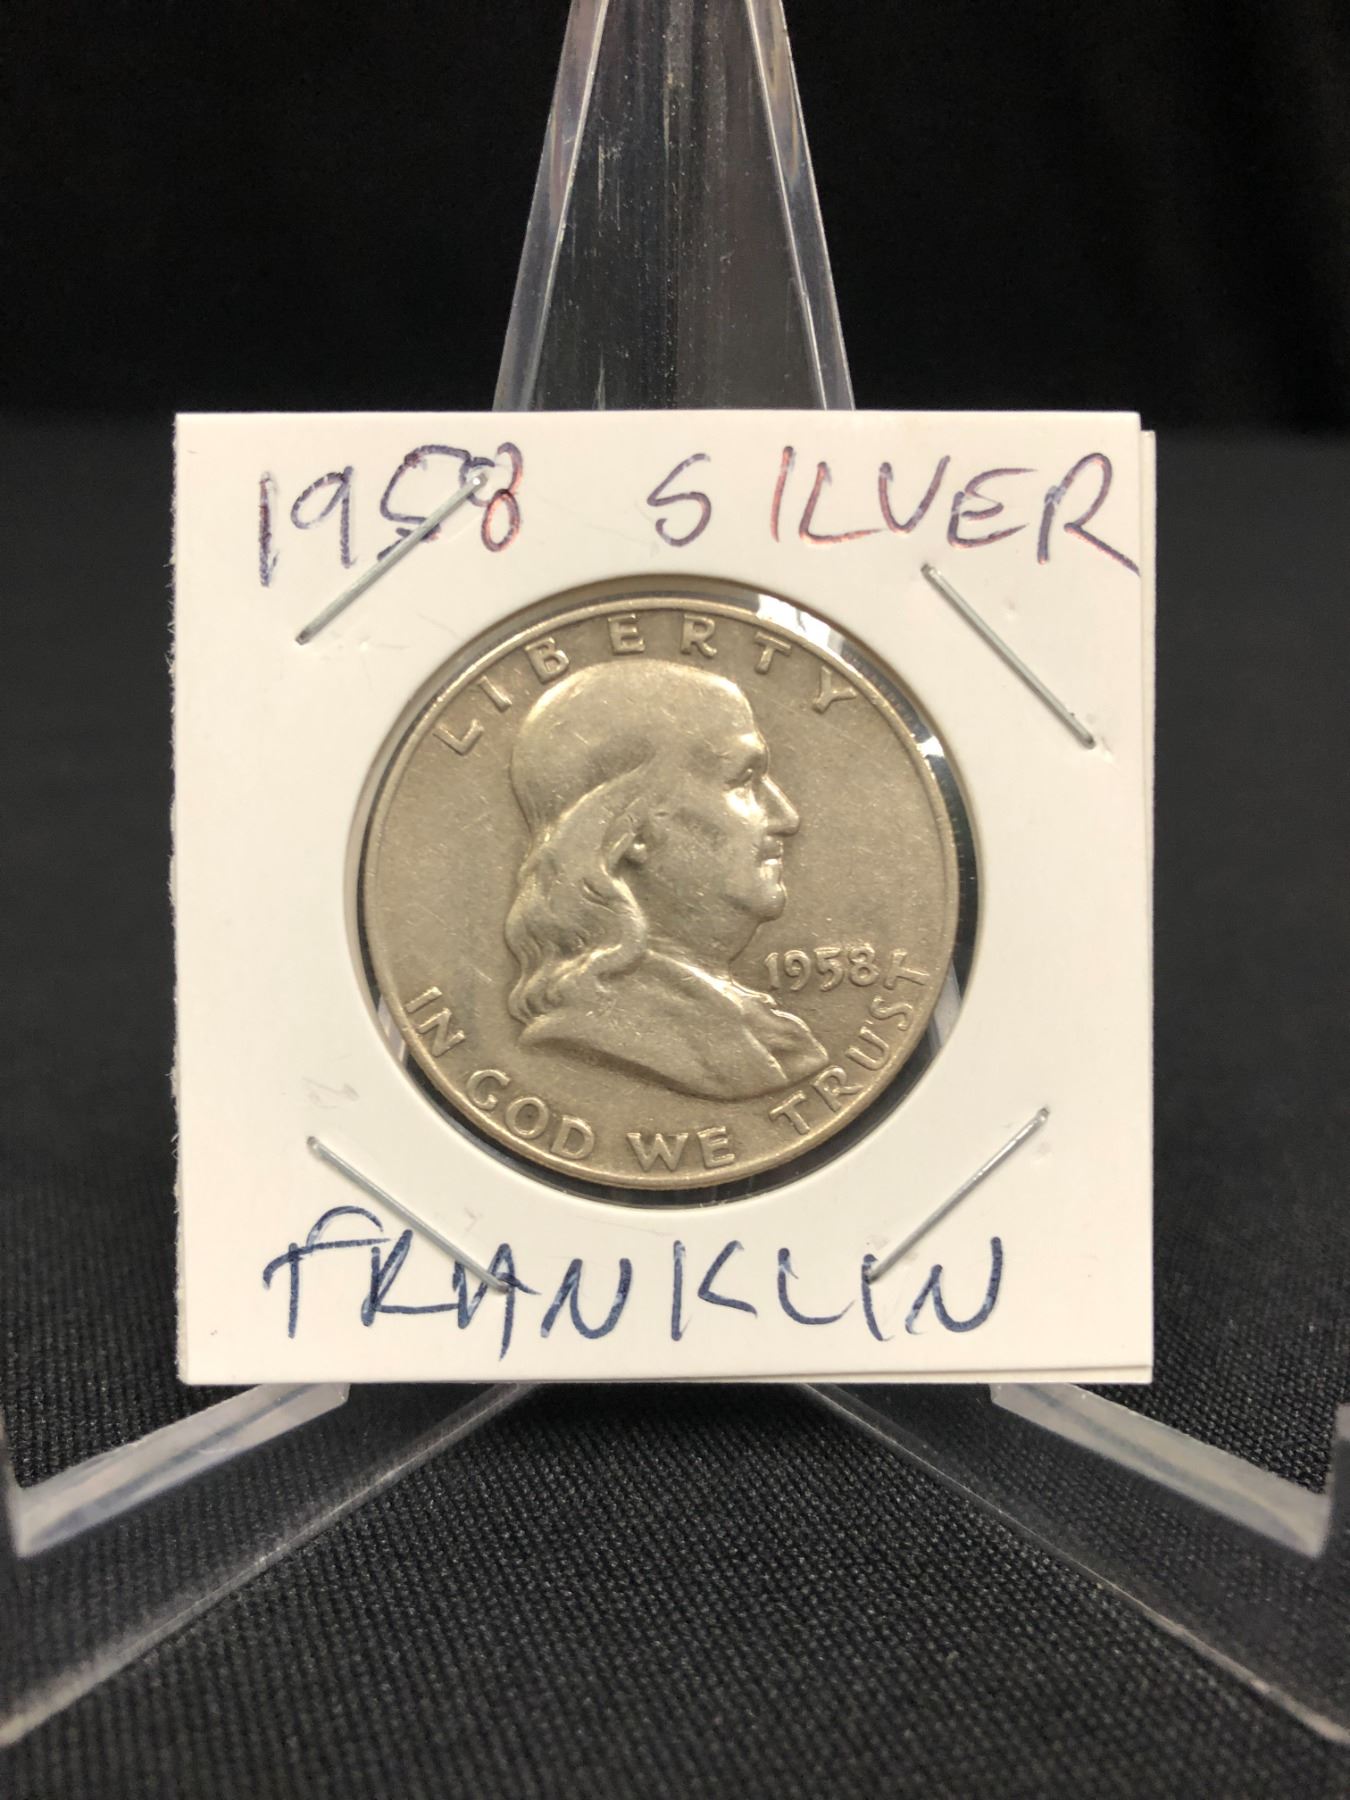 1958 SILVER
LIBERTY
1958
IN GOD WE TRUST
FRANKLIN